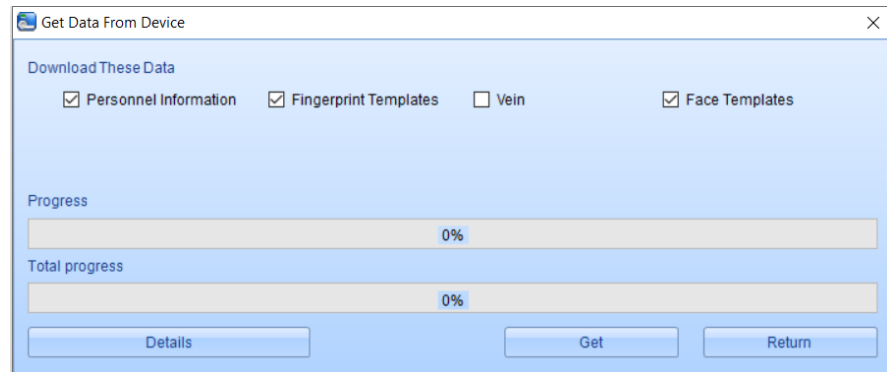 Get Data From Device
Download These Data
Personnel Information Fingerprint Templates Vein Face Templates
Progress
0%
Total progress
0%
Details Get Return